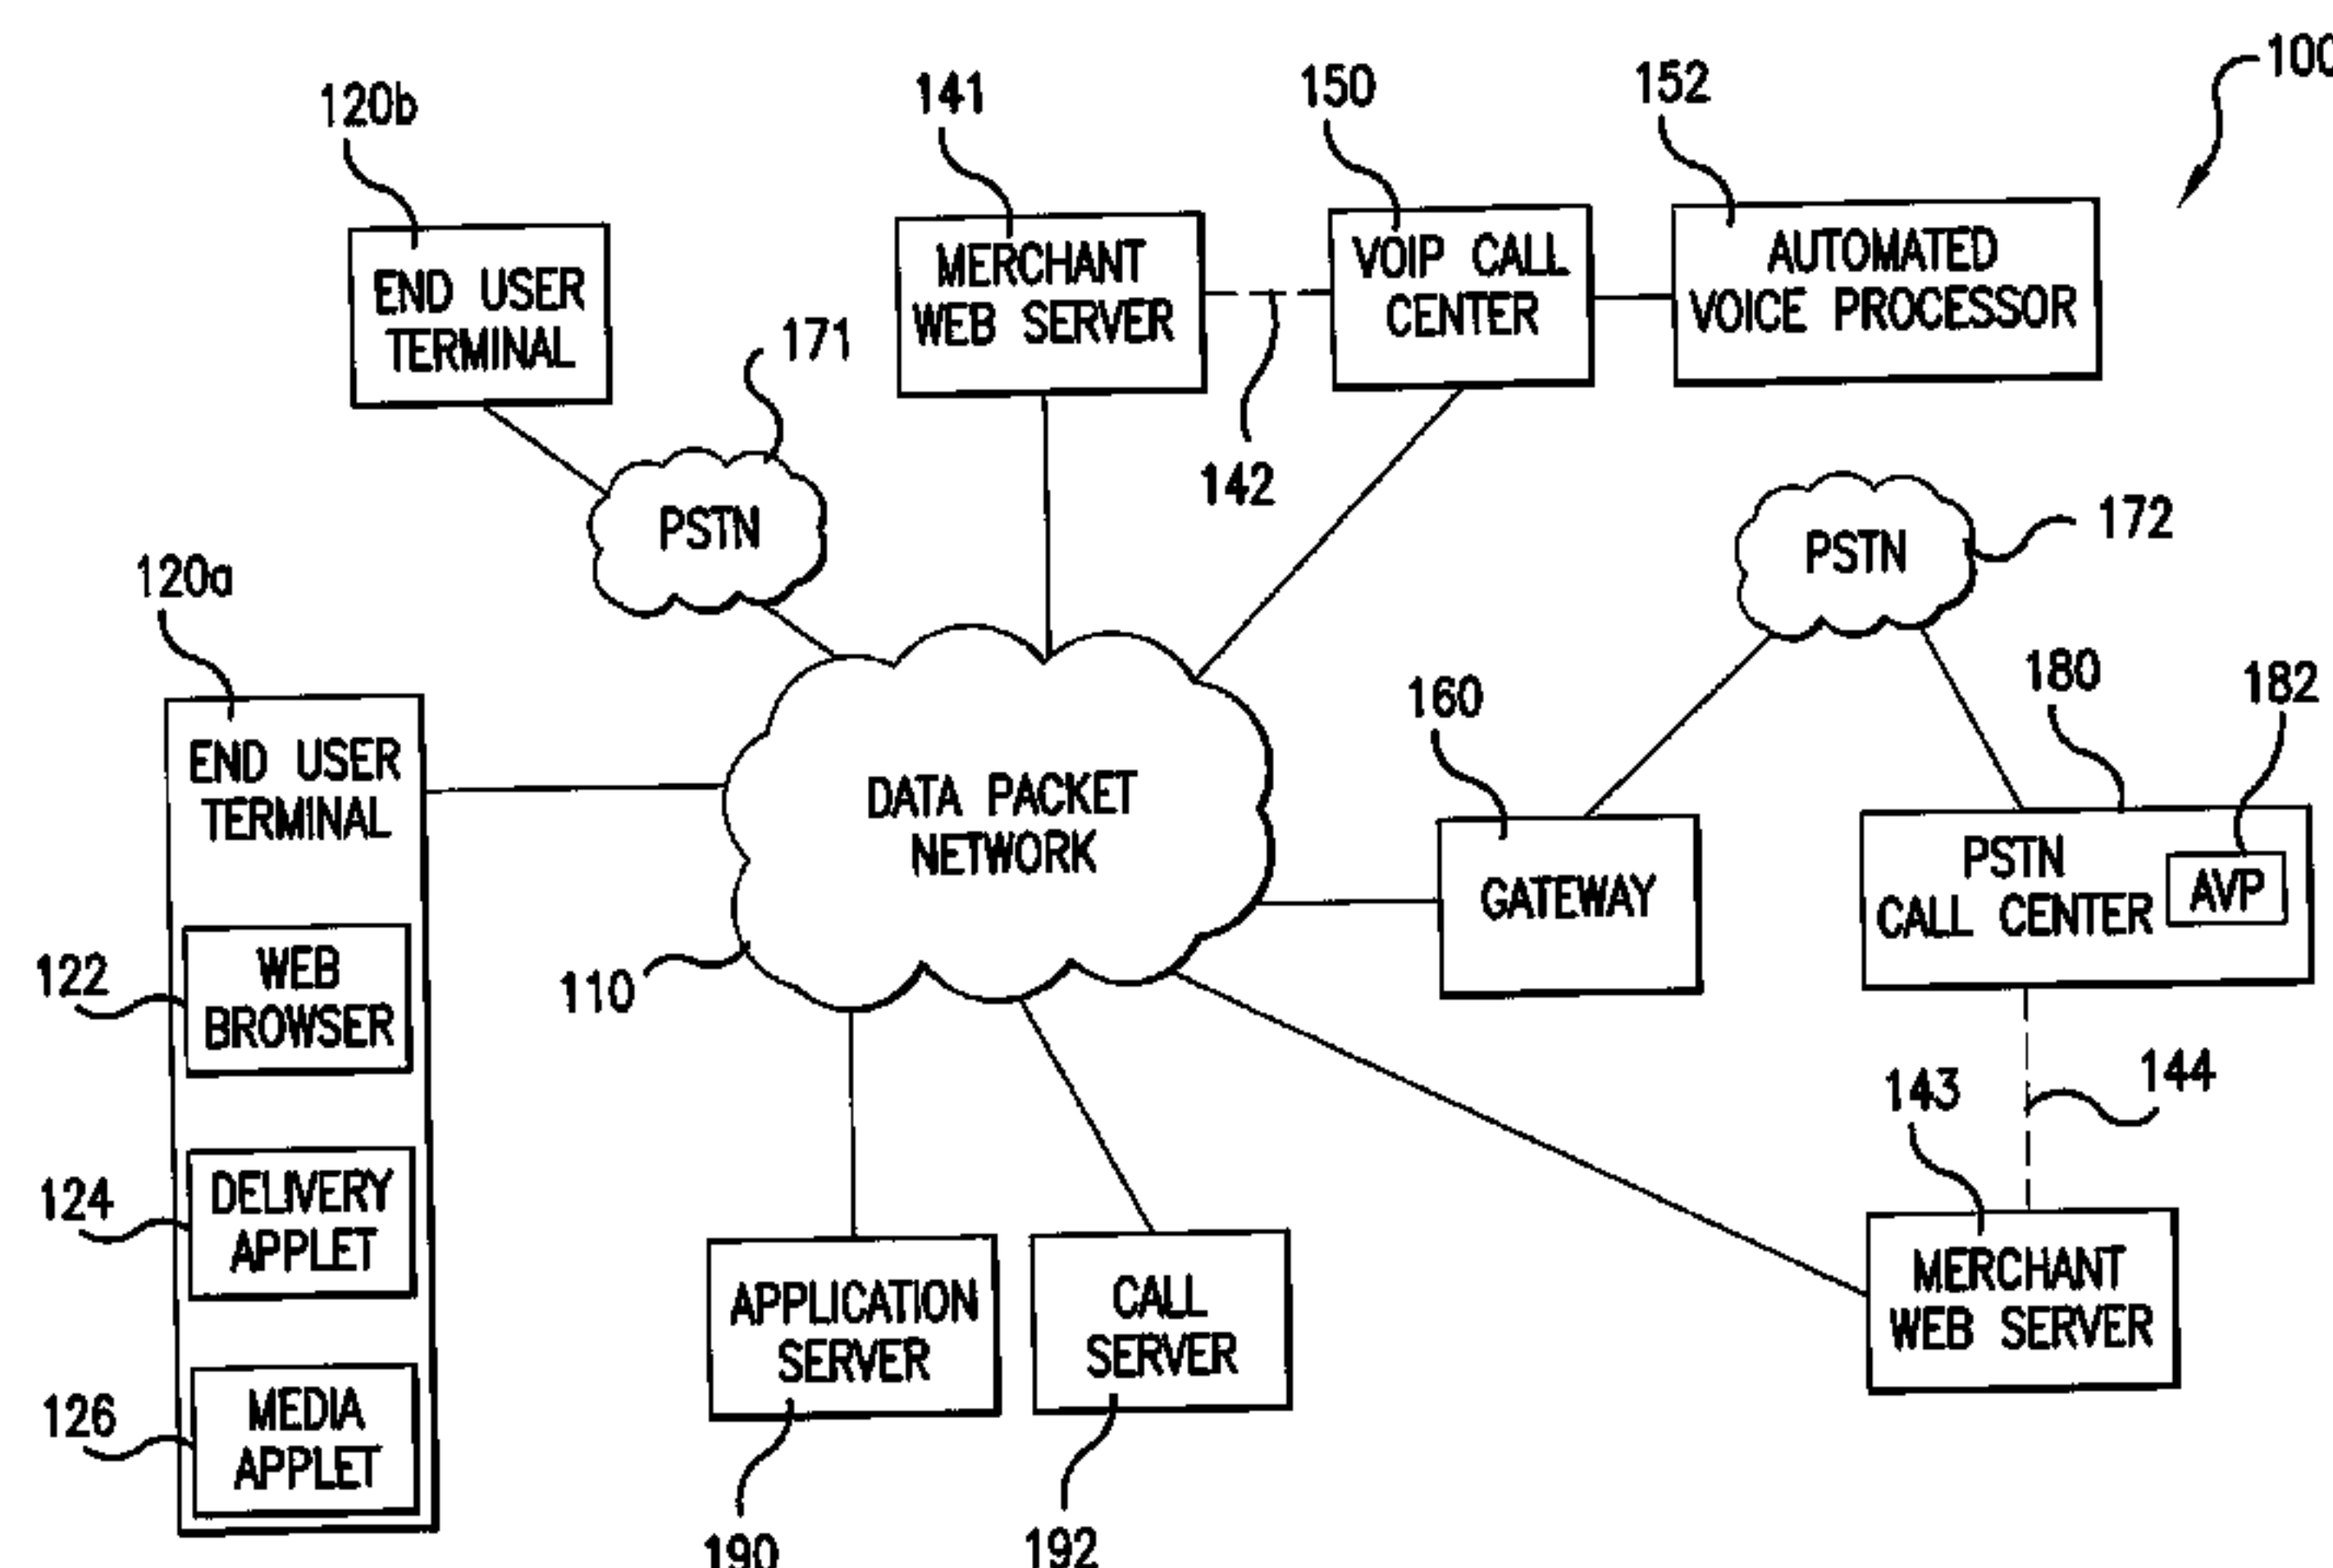 100
120b
141
150
152
END USER
TERMINAL
MERCHANT
WEB SERVER
VOIP CALL
CENTER
AUTOMATED
VOICE PROCESSOR
171
142
PSTN
PSTN
172
120a
160
180
182
END USER
TERMINAL
DATA PACKET
NETWORK
GATEWAY
PSTN
CALL CENTER
AVP
110
122
WEB
BROWSER
143
144
124
DELIVERY
APPLET
APPLICATION
SERVER
CALL
SERVER
MERCHANT
WEB SERVER
126
MEDIA
APPLET
190
192